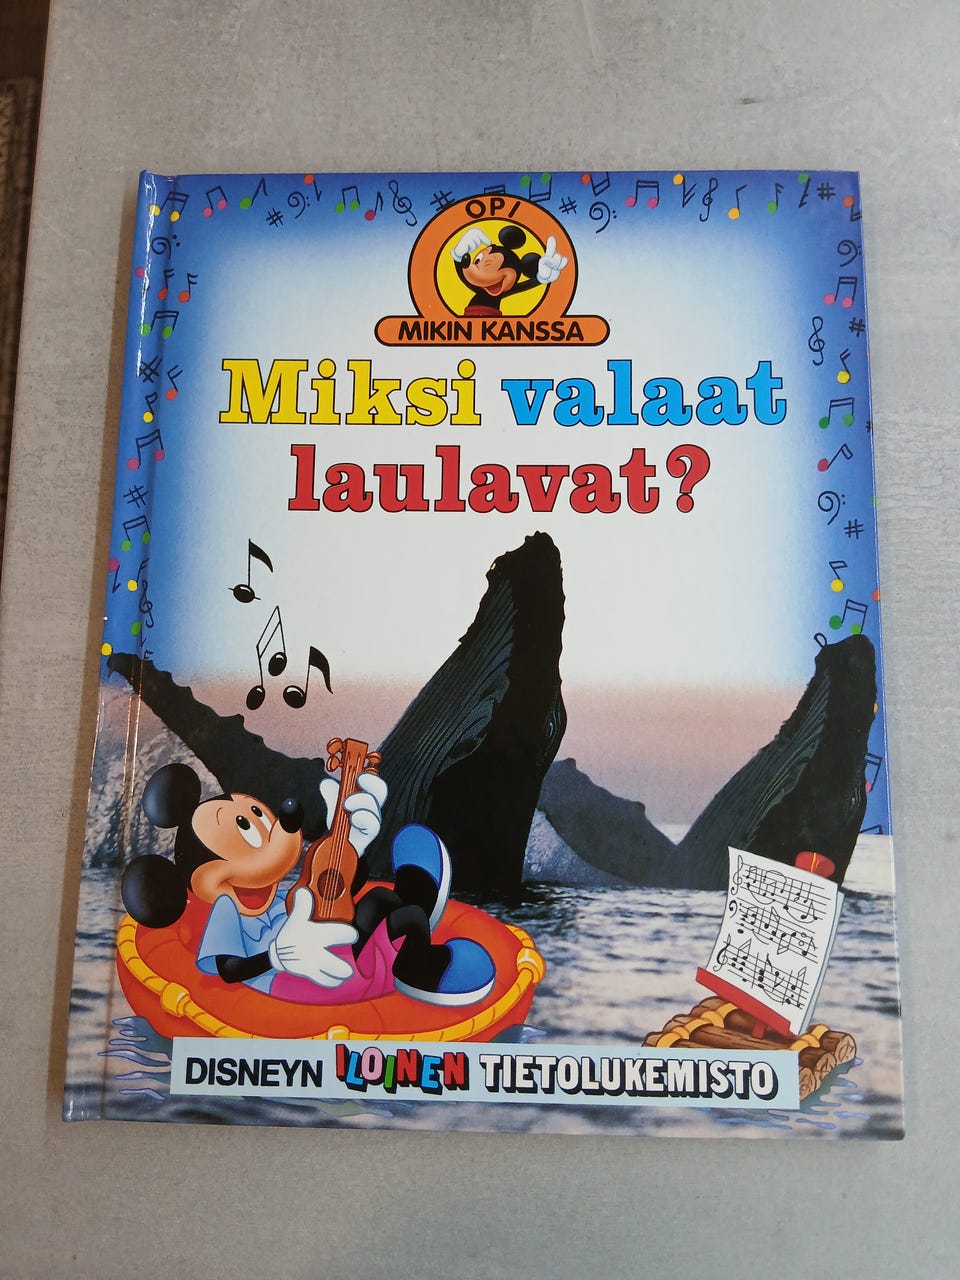 OPI
MIKIN KANSSA
Miksi valaat
laulavat?
DISNEYN ILOINEN TIETOLUKEMISTO